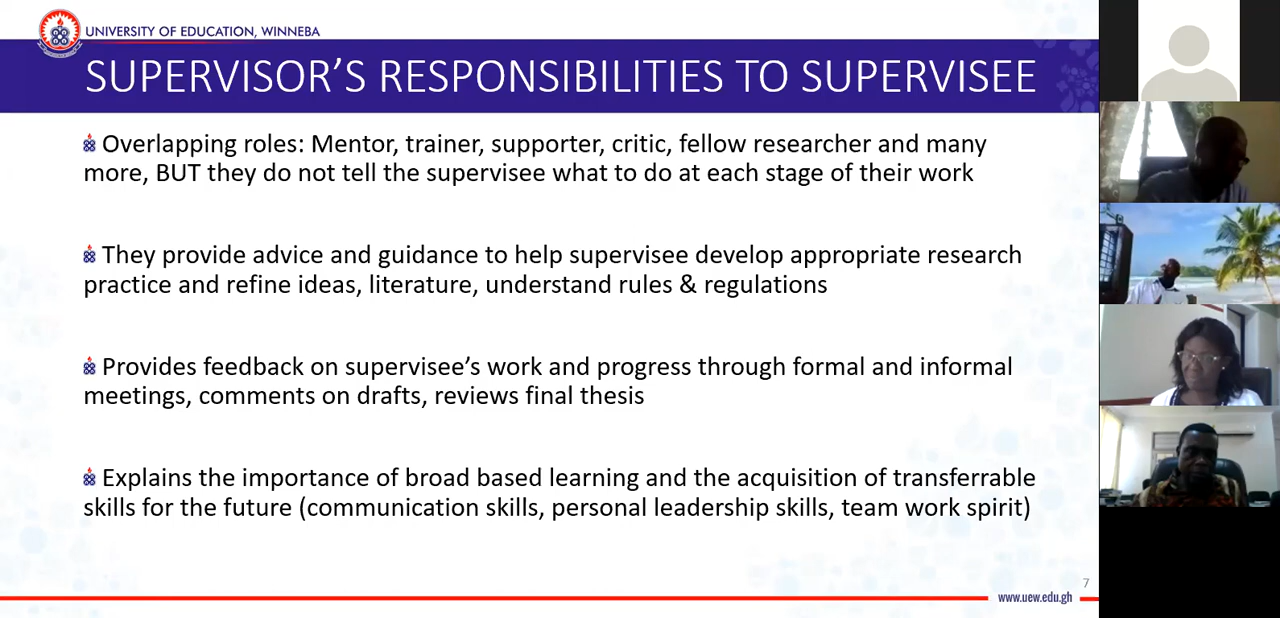 UNIVERSITY OF EDUCATION, WINNEBA
SUPERVISOR’S RESPONSIBILITIES TO SUPERVISEE
Overlapping roles: Mentor, trainer, supporter, critic, fellow researcher and many
more, BUT they do not tell the supervisee what to do at each stage of their work
They provide advice and guidance to help supervisee develop appropriate research
practice and refine ideas, literature, understand rules & regulations
Provides feedback on supervisee’s work and progress through formal and informal
meetings, comments on drafts, reviews final thesis
Explains the importance of broad based learning and the acquisition of transferrable
skills for the future (communication skills, personal leadership skills, team work spirit)
7
www.uew.edu.gh